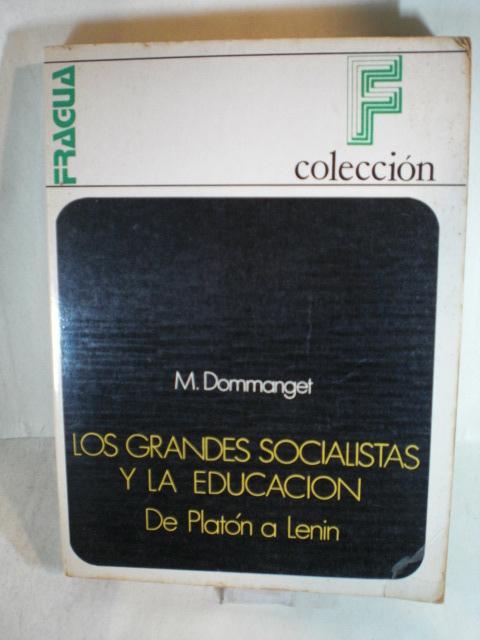 FRAGUA
F
colección
M. Dommanget
LOS GRANDES SOCIALISTAS
Y LA EDUCACION
De Platón a Lenin